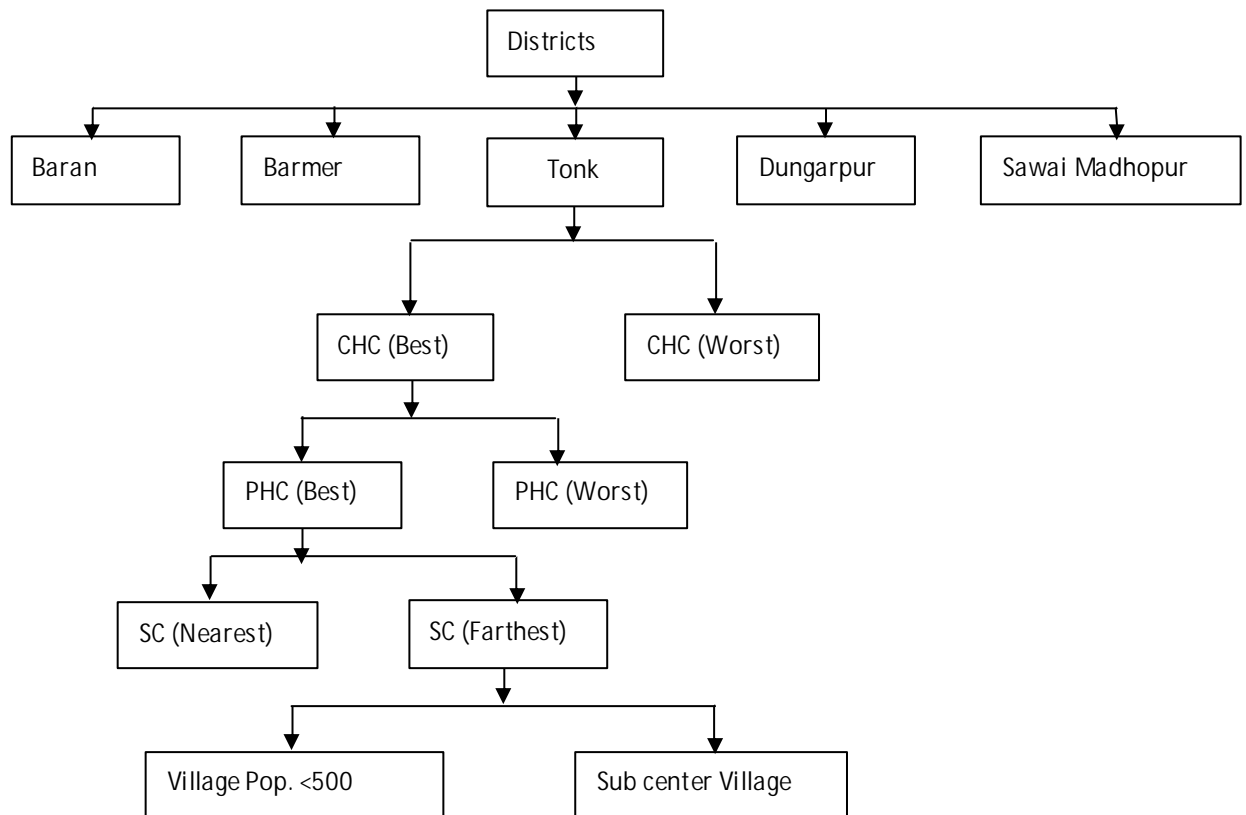 Districts
Baran
Barmer
Tonk
Dungarpur
Sawai Madhopur
CHC (Best)
CHC (Worst)
PHC (Best)
PHC (Worst)
SC (Nearest)
SC (Farthest)
Village Pop. <500
Sub center Village